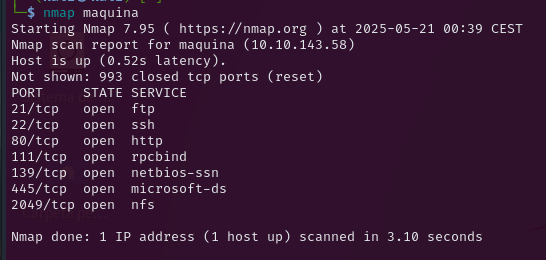 └─$ nmap maquina
Starting Nmap 7.95 ( https://nmap.org ) at 2025-05-21 00:39 CEST
Nmap scan report for maquina (10.10.143.58)
Host is up (0.52s latency).
Not shown: 993 closed tcp ports (reset)
PORT     STATE SERVICE
21/tcp   open  ftp
22/tcp   open  ssh
80/tcp   open  http
111/tcp  open  rpcbind
139/tcp  open  netbios-ssn
445/tcp  open  microsoft-ds
2049/tcp open  nfs

Nmap done: 1 IP address (1 host up) scanned in 3.10 seconds